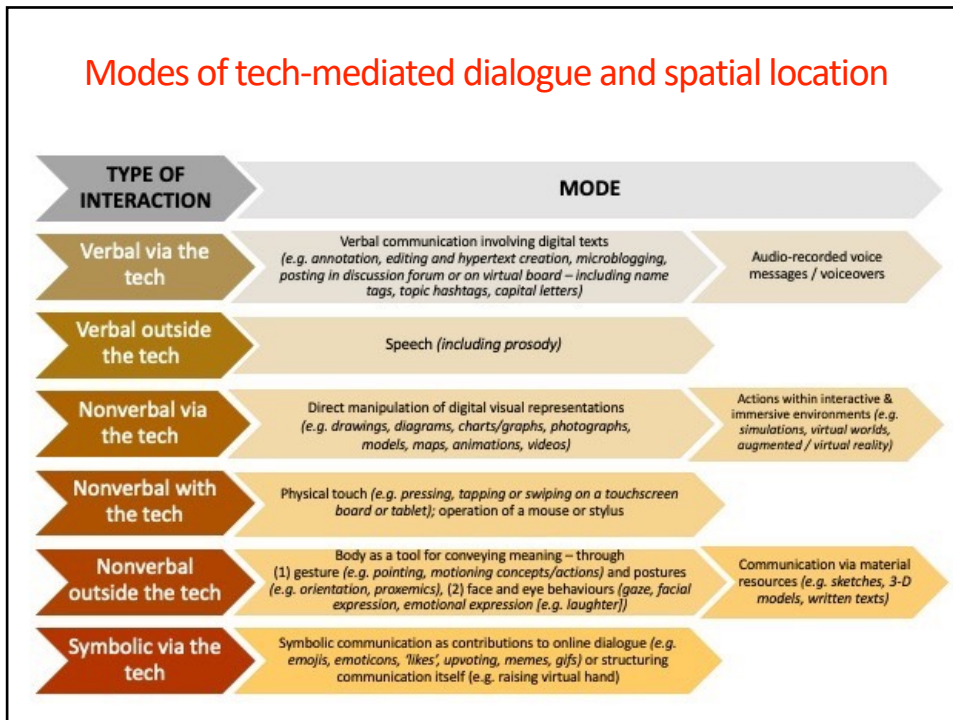 Modes of tech-mediated dialogue and spatial location
TYPE OF
INTERACTION
MODE
Verbal via the
tech
Verbal communication involving digital texts
(e.g. annotation, editing and hypertext creation, microblogging,
posting in discussion forum or on virtual board – including name
tags, topic hashtags, capital letters)
Audio-recorded voice
messages / voiceovers
Verbal outside
the tech
Speech (including prosody)
Nonverbal via
the tech
Direct manipulation of digital visual representations
(e.g. drawings, diagrams, charts/graphs, photographs,
models, maps, animations, videos)
Actions within interactive &
immersive environments (e.g.
simulations, virtual worlds,
augmented / virtual reality)
Nonverbal with
the tech
Physical touch (e.g. pressing, tapping or swiping on a touchscreen
board or tablet); operation of a mouse or stylus
Nonverbal
outside the tech
Body as a tool for conveying meaning – through
(1) gesture (e.g. pointing, motioning concepts/actions) and postures
(e.g. orientation, proxemics), (2) face and eye behaviours (gaze, facial
expression, emotional expression [e.g. laughter])
Communication via material
resources (e.g. sketches, 3-D
models, written texts)
Symbolic via the
tech
Symbolic communication as contributions to online dialogue (e.g.
emojis, emoticons, 'likes', upvoting, memes, gifs) or structuring
communication itself (e.g. raising virtual hand)